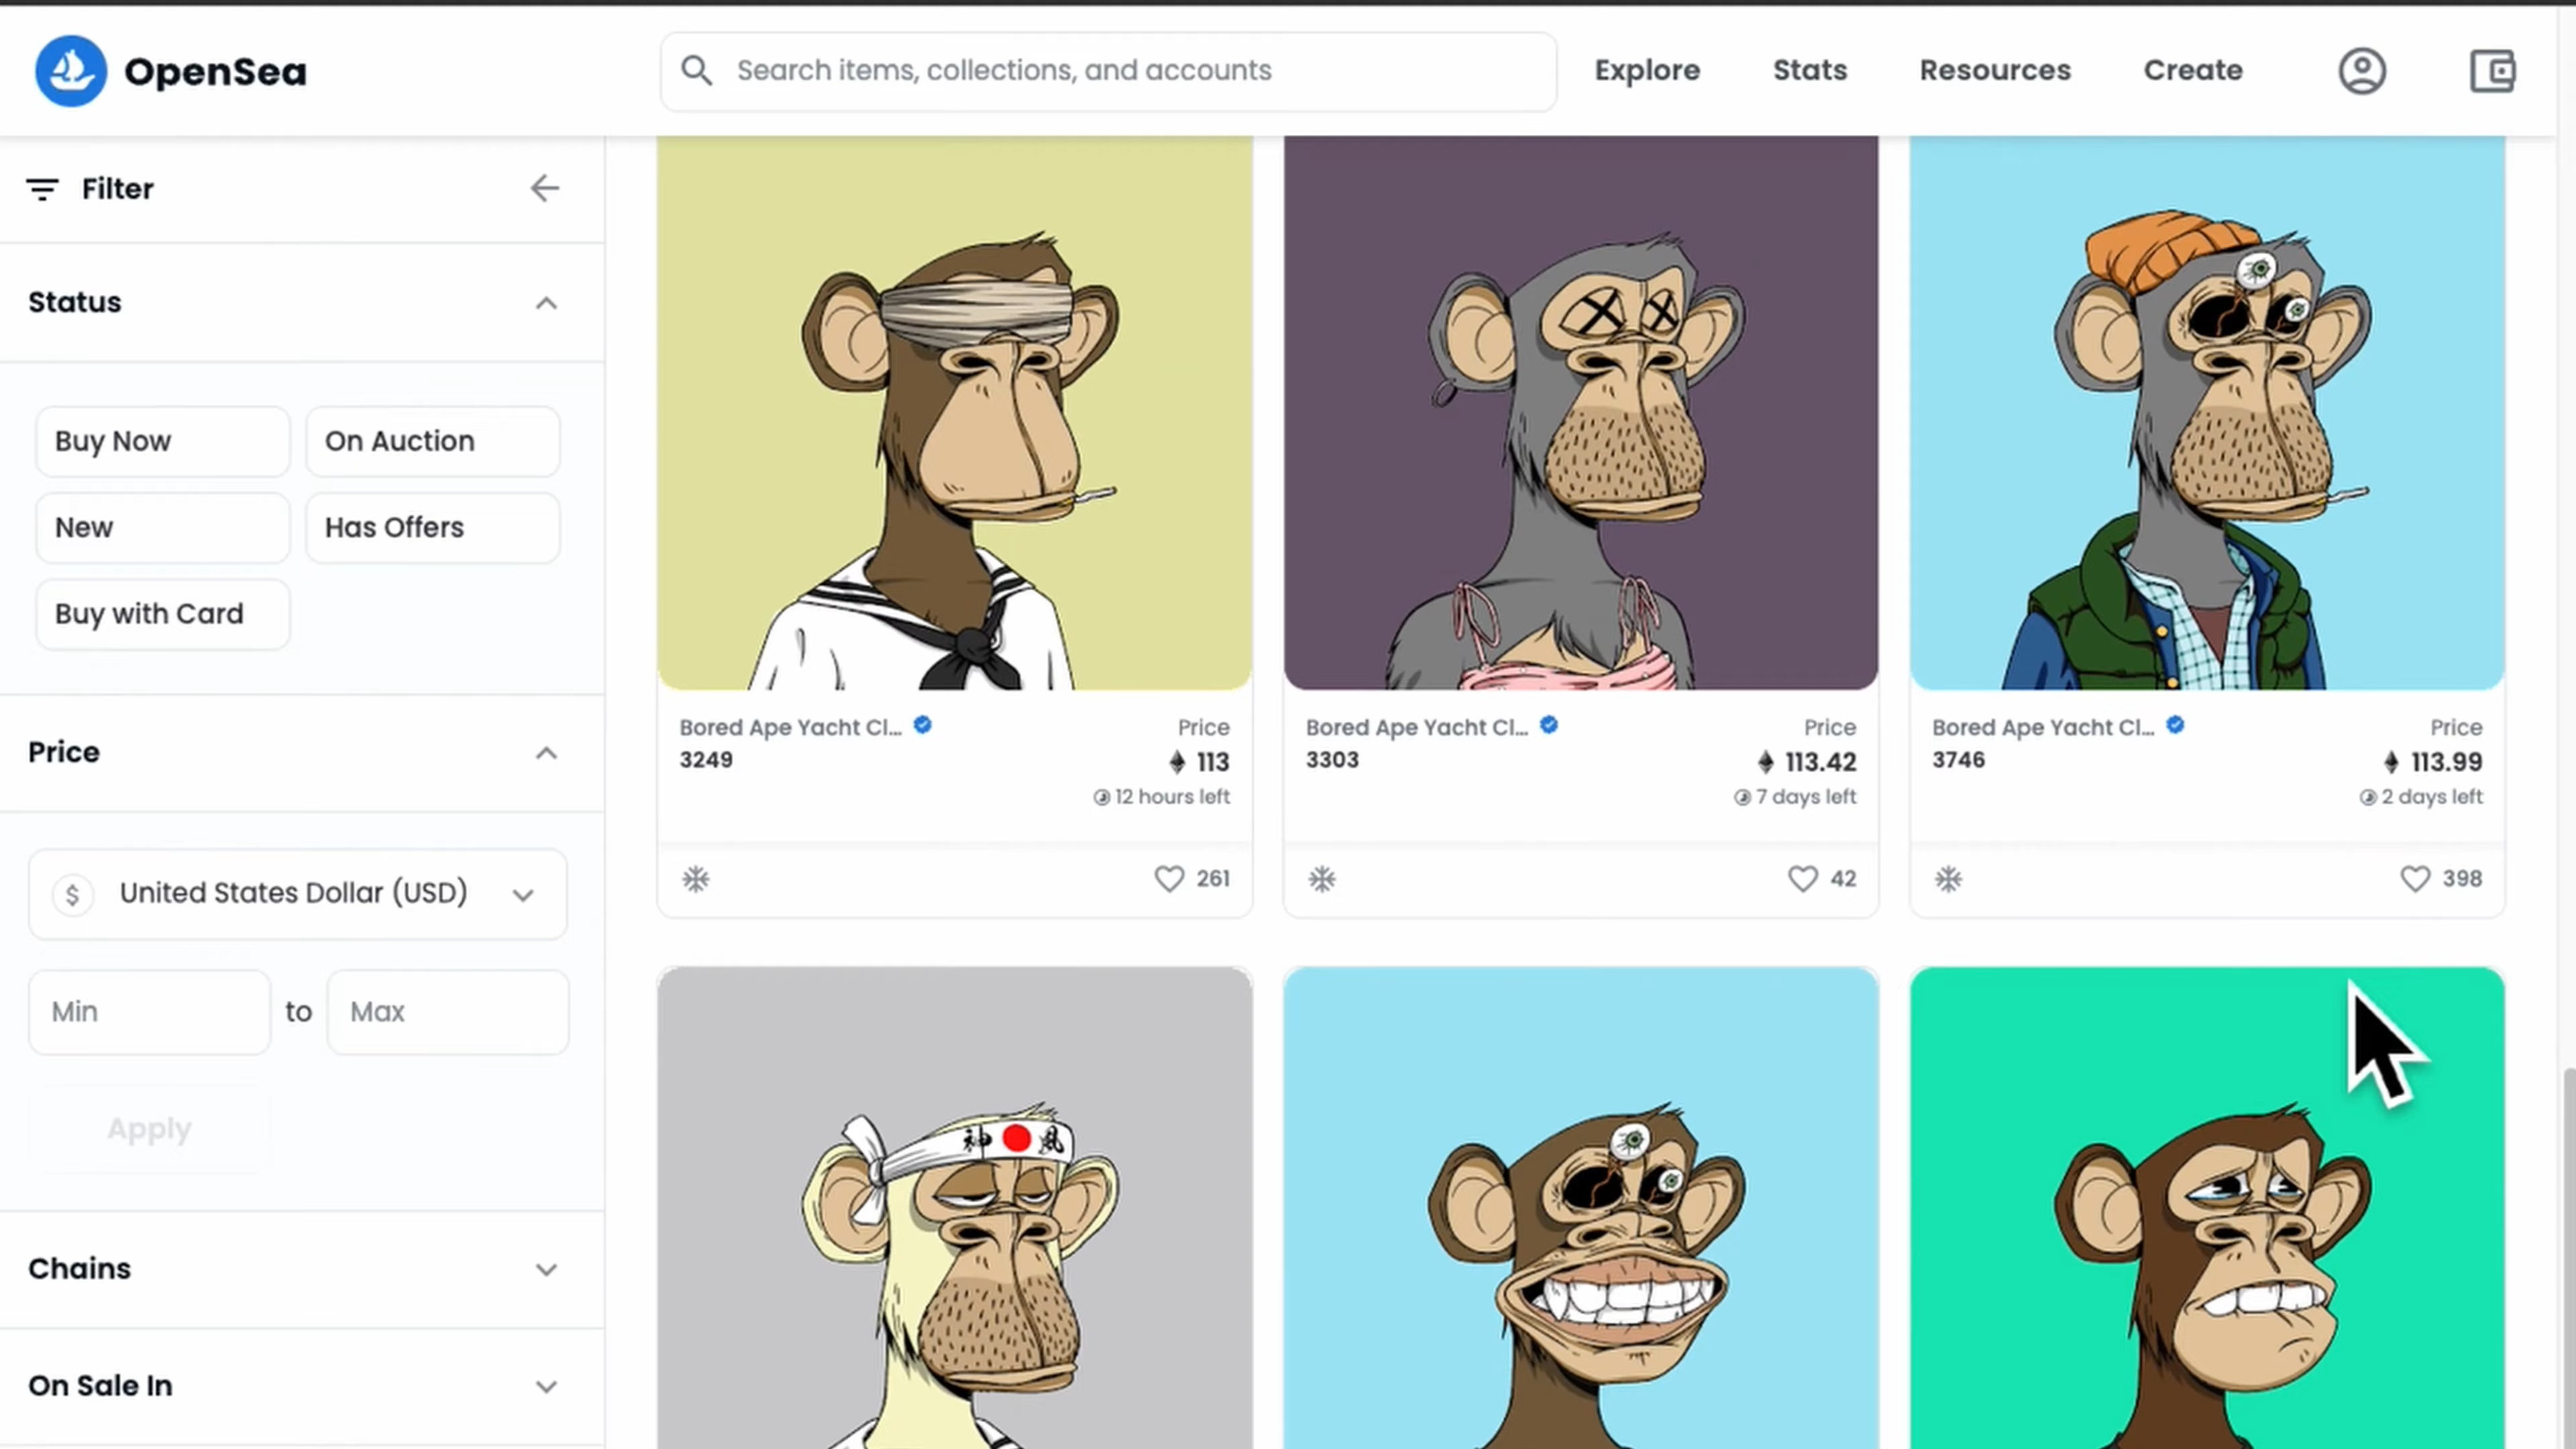 OpenSea
Search items, collections, and accounts
Explore
Stats
Resources
Create
Filter
Status
Buy Now
On Auction
New
Has Offers
Buy with Card
Price
$ United States Dollar (USD)
Min to Max
Apply
Chains
On Sale In
Bored Ape Yacht Cl...
Price
3249
113
12 hours left
261
Bored Ape Yacht Cl...
Price
3303
113.42
7 days left
42
Bored Ape Yacht Cl...
Price
3746
113.99
2 days left
398
神 風